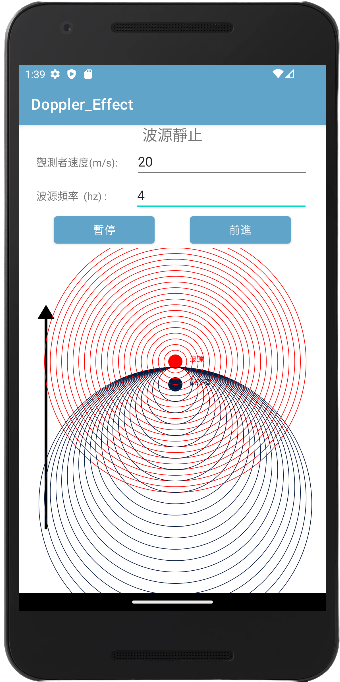 1:39
Doppler_Effect
波源靜止
觀測者速度(m/s):
20
波源頻率 (hz) :
4
暫停
前進